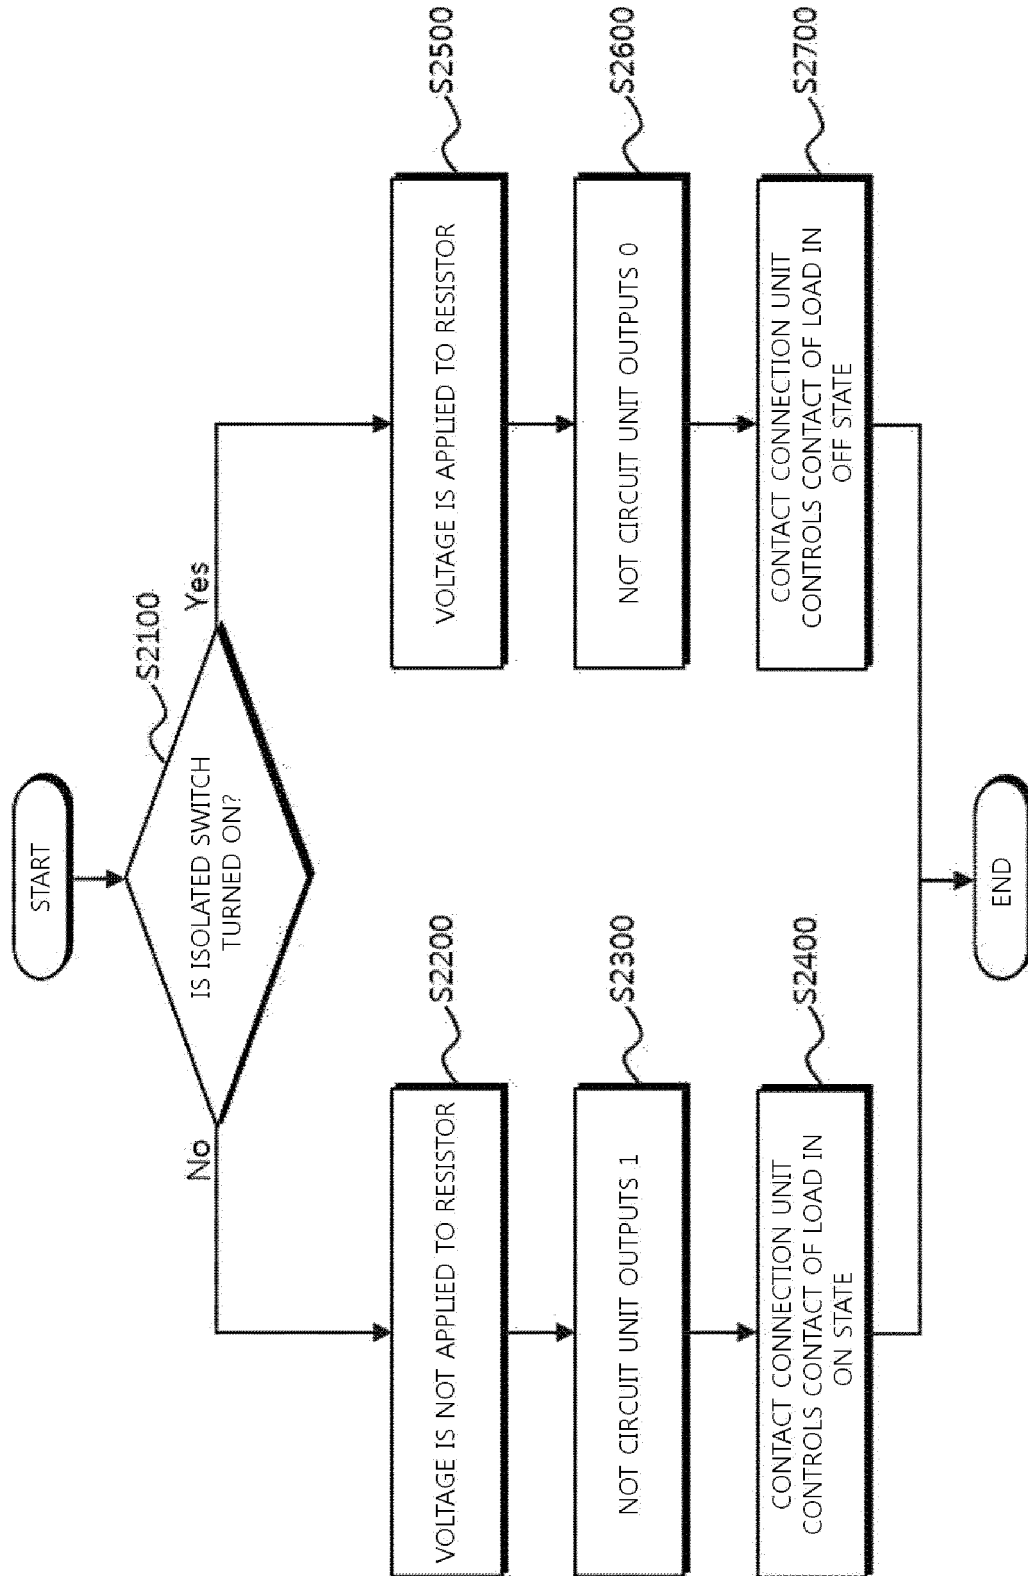 START
S2100
IS ISOLATED SWITCH
TURNED ON?
No
Yes
VOLTAGE IS NOT APPLIED TO RESISTOR
S2200
NOT CIRCUIT UNIT OUTPUTS 1
S2300
CONTACT CONNECTION UNIT
CONTROLS CONTACT OF LOAD IN
ON STATE
S2400
VOLTAGE IS APPLIED TO RESISTOR
S2500
NOT CIRCUIT UNIT OUTPUTS 0
S2600
CONTACT CONNECTION UNIT
CONTROLS CONTACT OF LOAD IN
OFF STATE
S2700
END